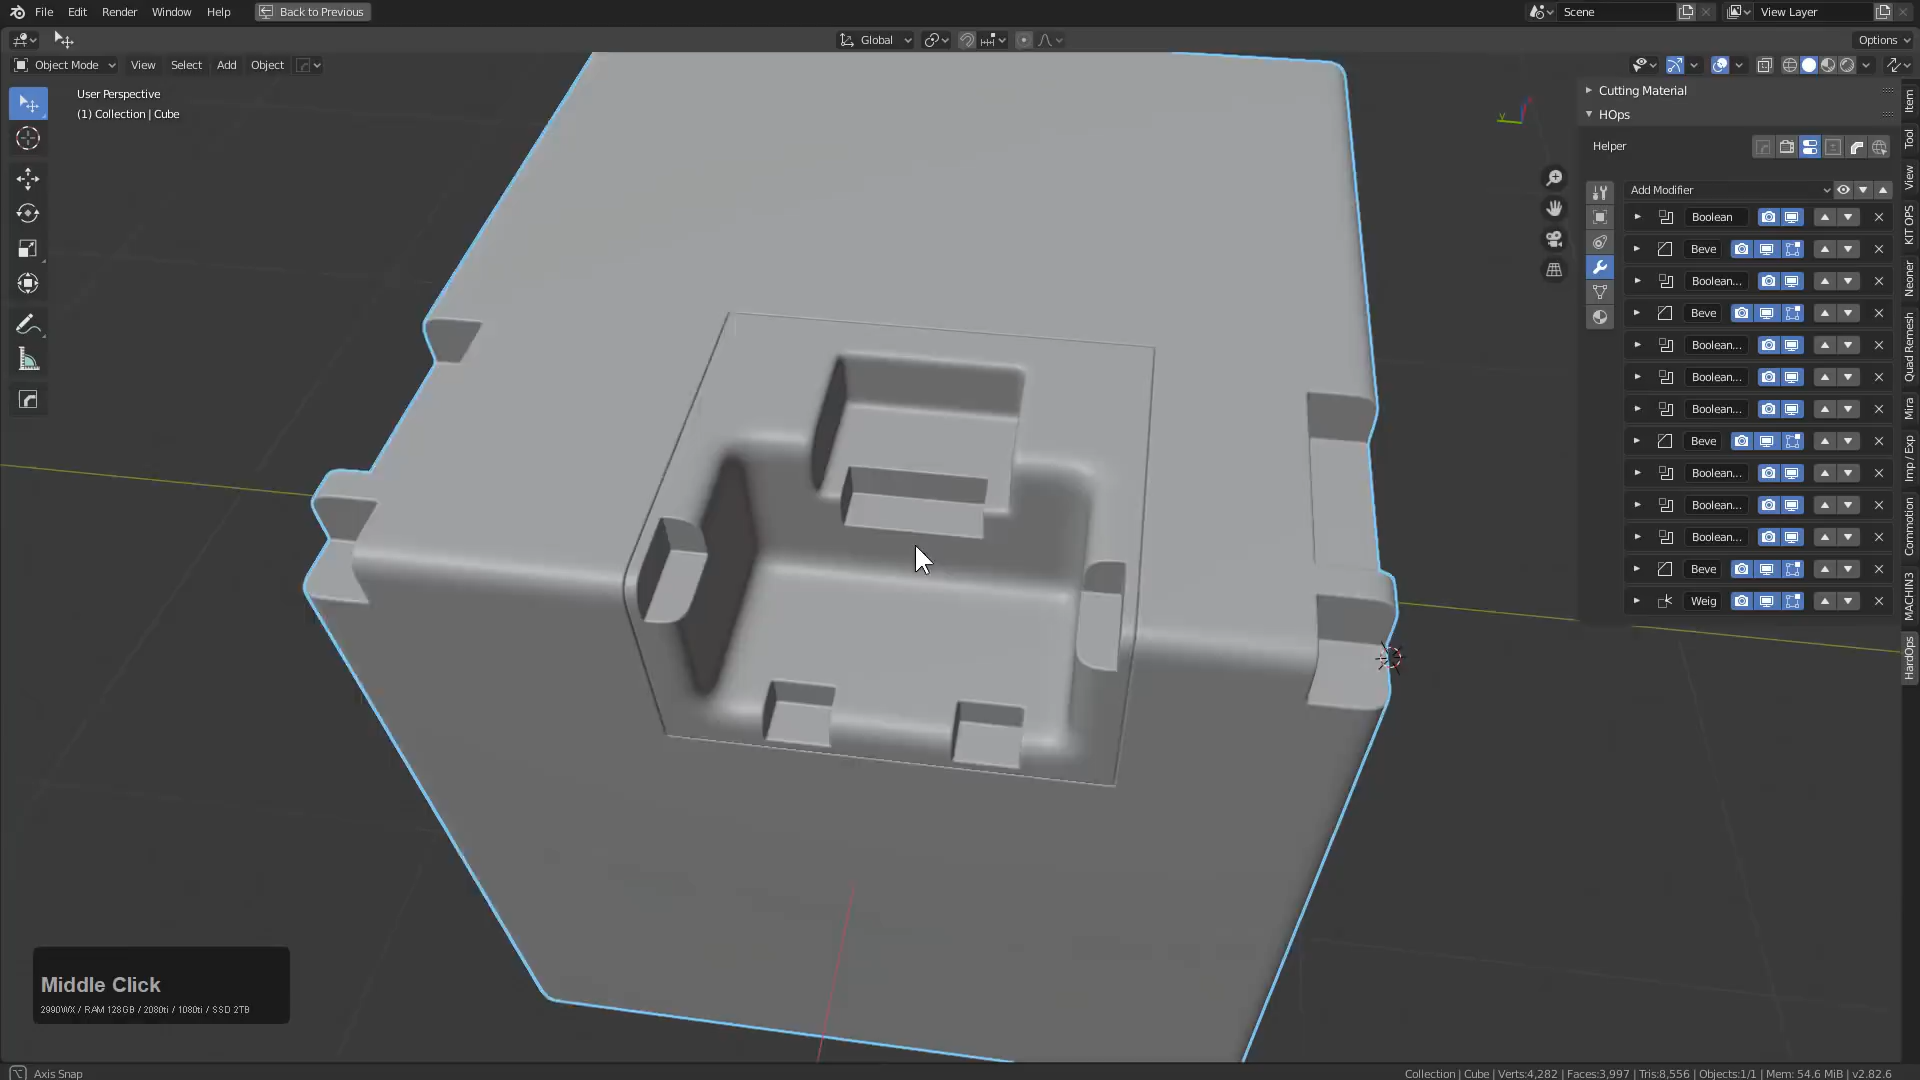 File Edit Render Window Help Back to Previous Scene View Layer
Global Options
Object Mode View Select Add Object
User Perspective
(1) Collection | Cube
Y
Cutting Material
HOps
Helper
Add Modifier
Boolean
Beve
Boolean...
Beve
Boolean...
Boolean...
Boolean...
Beve
Boolean...
Boolean...
Boolean...
Beve
Weig
Item
Tool
View
KIT OPS
Neoner
Quad Remesh
Mira
Imp / Exp
Commotion
MACHIN3
HardOps
Middle Click
2990WX / RAM 128GB / 2080ti / 1080ti / SSD 2TB
Axis Snap
Collection | Cube | Verts:4,282 | Faces:3,997 | Tris:8,556 | Objects:1/1 | Mem: 54.6 MiB | v2.82.6